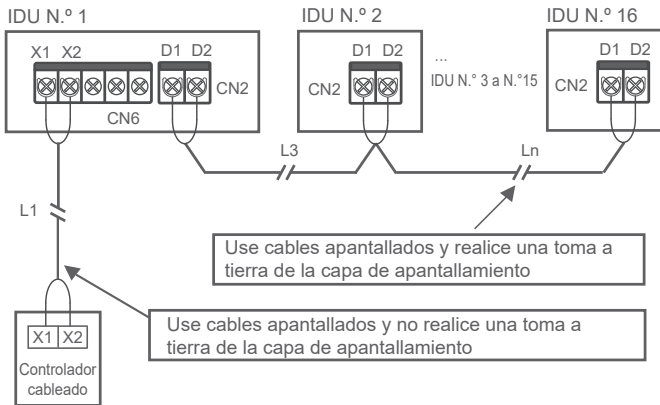 IDU N.º 1
IDU N.º 2
IDU N.º 16
X1 X2
D1 D2
CN2
CN6
D1 D2
CN2
...
IDU N.° 3 a N.°15
D1 D2
CN2
L3
Ln
L1
Use cables apantallados y realice una toma a
tierra de la capa de apantallamiento
Use cables apantallados y no realice una toma a
tierra de la capa de apantallamiento
X1 X2
Controlador
cableado